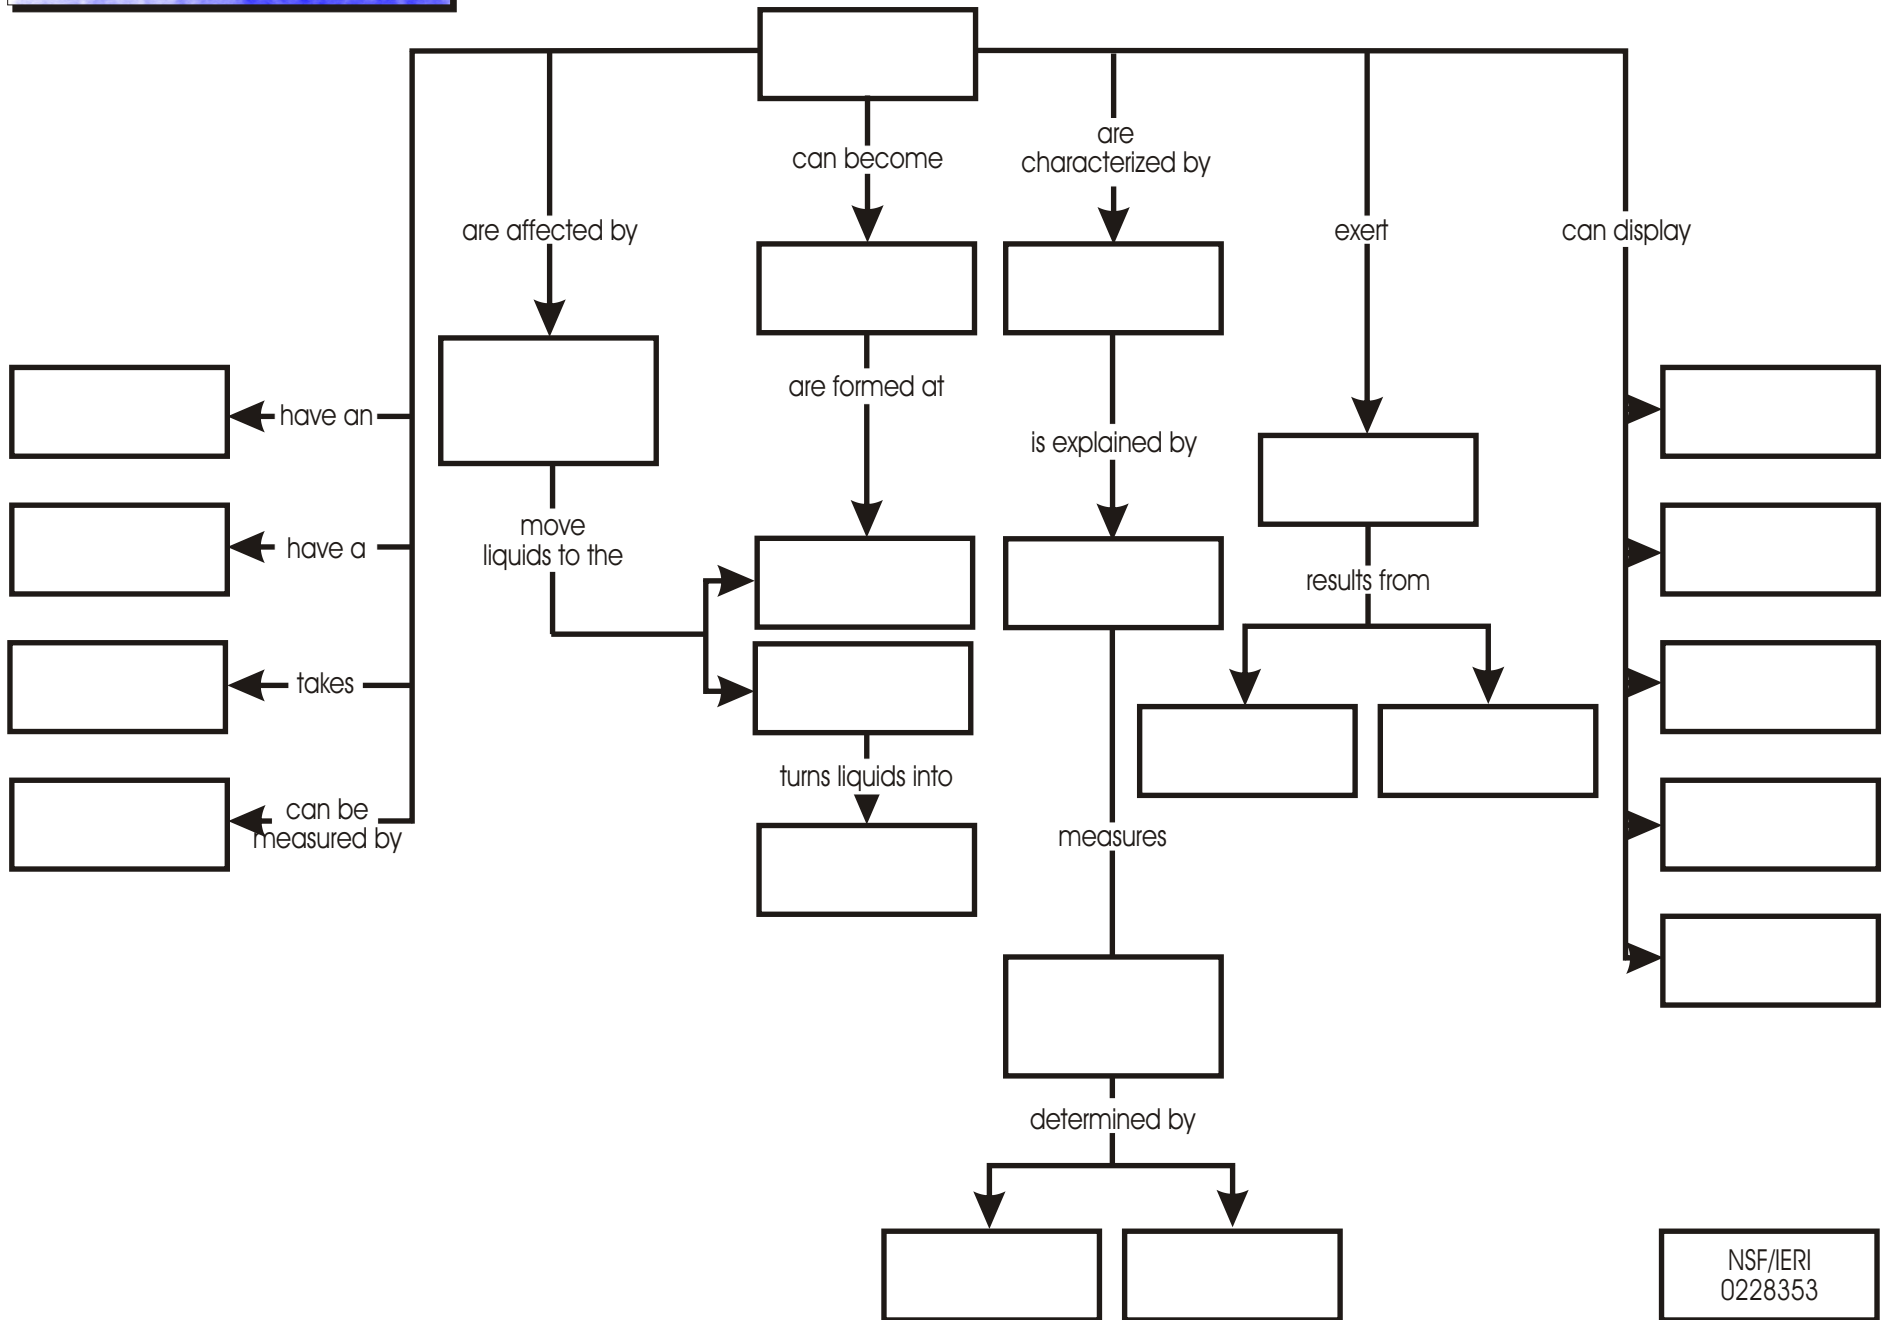 can become
are
characterized by
are affected by
exert
can display
are formed at
have an
is explained by
move
liquids to the
have a
results from
takes
turns liquids into
can be
measured by
measures
determined by
NSF/IERI
0228353